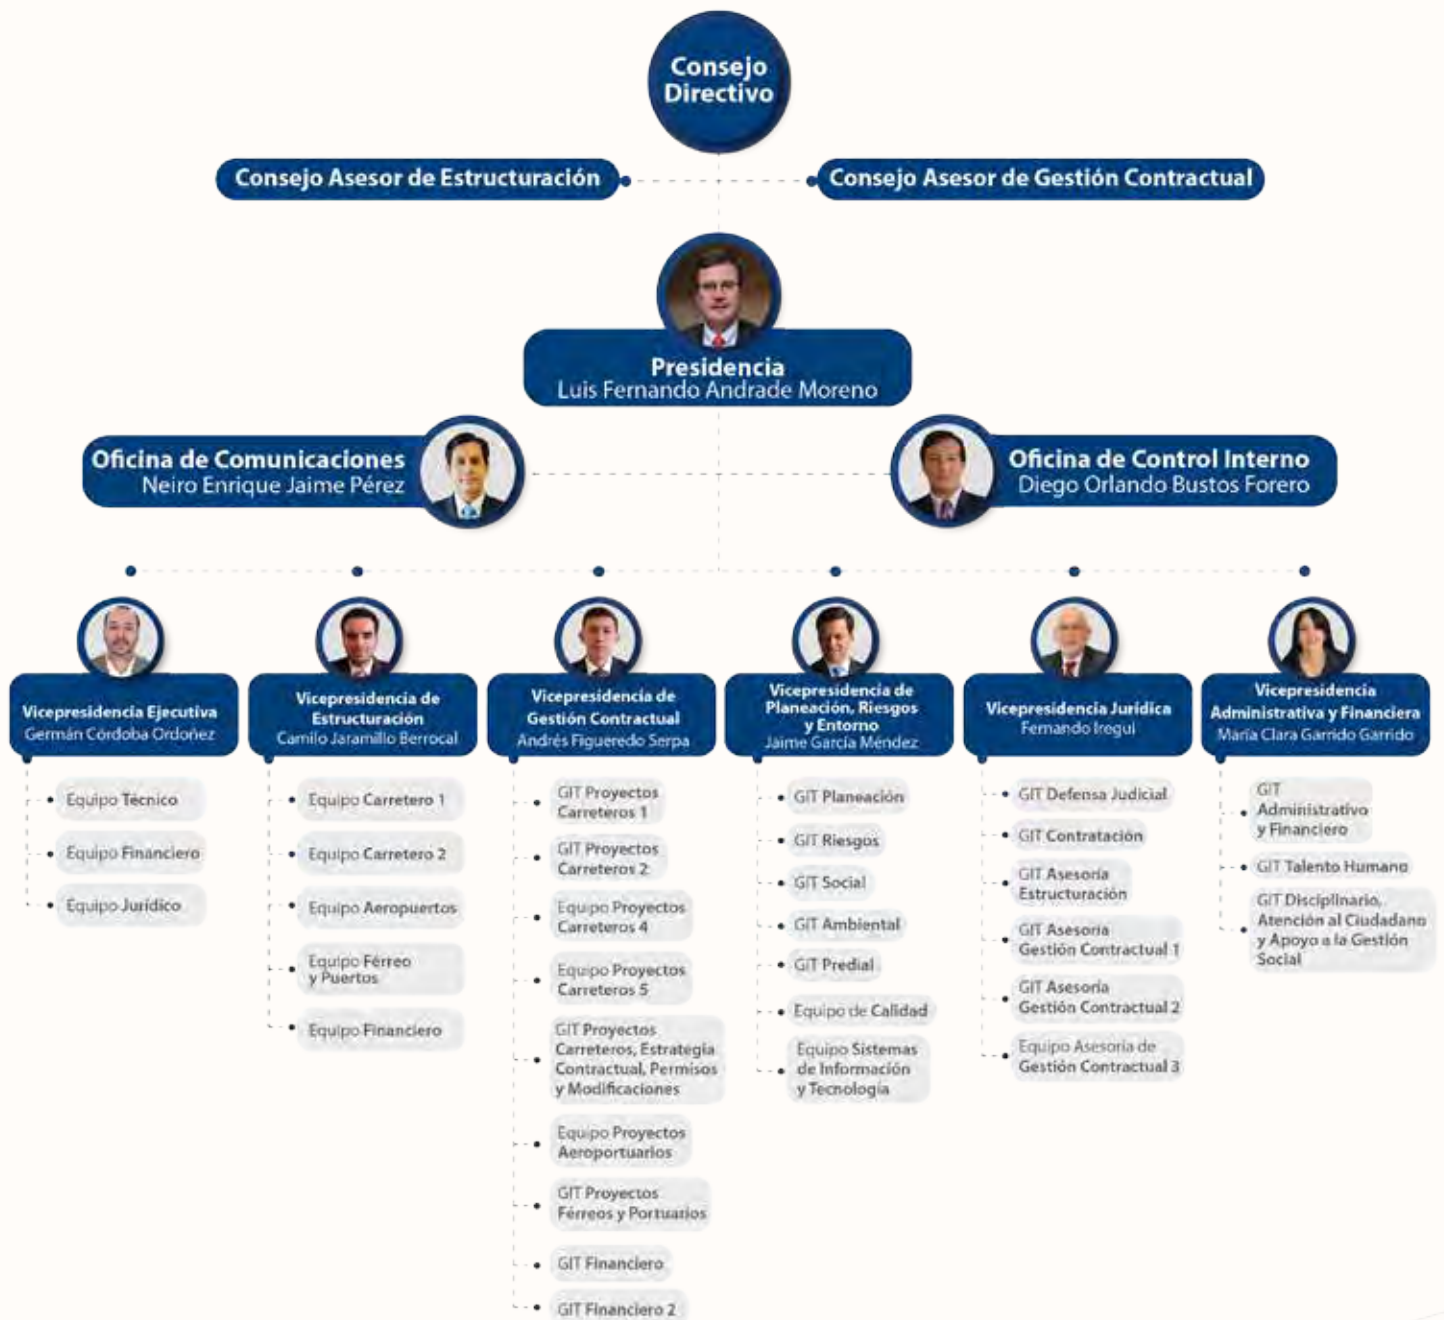 Consejo
Directivo
Consejo Asesor de Estructuración
Consejo Asesor de Gestión Contractual
Presidencia
Luis Fernando Andrade Moreno
Oficina de Comunicaciones
Neiro Enrique Jaime Pérez
Oficina de Control Interno
Diego Orlando Bustos Forero
Vicepresidencia Ejecutiva
Germán Córdoba Ordoñez
Equipo Técnico
Equipo Financiero
Equipo Jurídico
Vicepresidencia de
Estructuración
Camilo Jaramillo Berrocal
Equipo Carretero 1
Equipo Carretero 2
Equipo Aeropuertos
Equipo Férreo
y Puertos
Equipo Financiero
Vicepresidencia de
Gestión Contractual
Andrés Figueredo Serpa
GIT Proyectos
Carreteros 1
GIT Proyectos
Carreteros 2
Equipo Proyectos
Carreteros 4
Equipo Proyectos
Carreteros 5
GIT Proyectos
Carreteros, Estrategia
Contractual, Permisos
y Modificaciones
Equipo Proyectos
Aeroportuarios
GIT Proyectos
Férreos y Portuarios
GIT Financiero
GIT Financiero 2
Vicepresidencia de
Planeación, Riesgos
y Entorno
Jaime García Méndez
GIT Planeación
GIT Riesgos
GIT Social
GIT Ambiental
GIT Predial
Equipo de Calidad
Equipo Sistemas
de Información
y Tecnología
Vicepresidencia Jurídica
Fernando Iregui
GIT Defensa Judicial
GIT Contratación
GIT Asesoría
Estructuración
GIT Asesoría
Gestión Contractual 1
GIT Asesoría
Gestión Contractual 2
Equipo Asesoría de
Gestión Contractual 3
Vicepresidencia
Administrativa y Financiera
María Clara Garrido Garrido
GIT
Administrativo
y Financiero
GIT Talento Humano
GIT Disciplinario,
Atención al Ciudadano
y Apoyo a la Gestión
Social